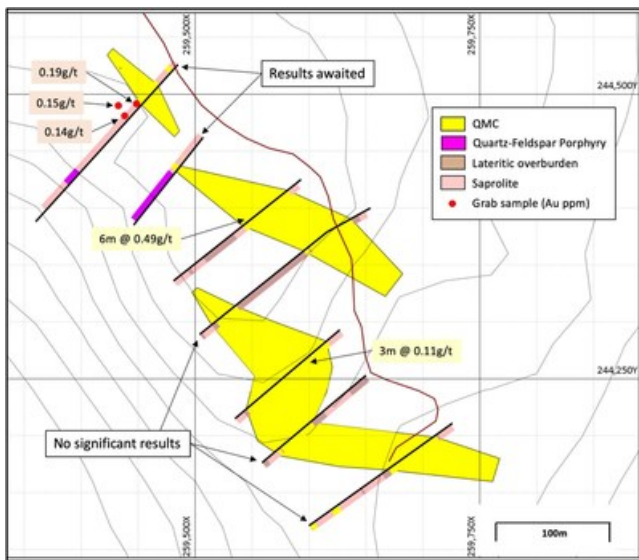 259,500X
259,750X
0.19g/t
0.15g/t
0.14g/t
Results awaited
244,500Y
QMC
Quartz-Feldspar Porphyry
Lateritic overburden
Saprolite
Grab sample (Au ppm)
6m @ 0.49g/t
3m @ 0.11g/t
244,250Y
No significant results
259,500X
259,750X
100m